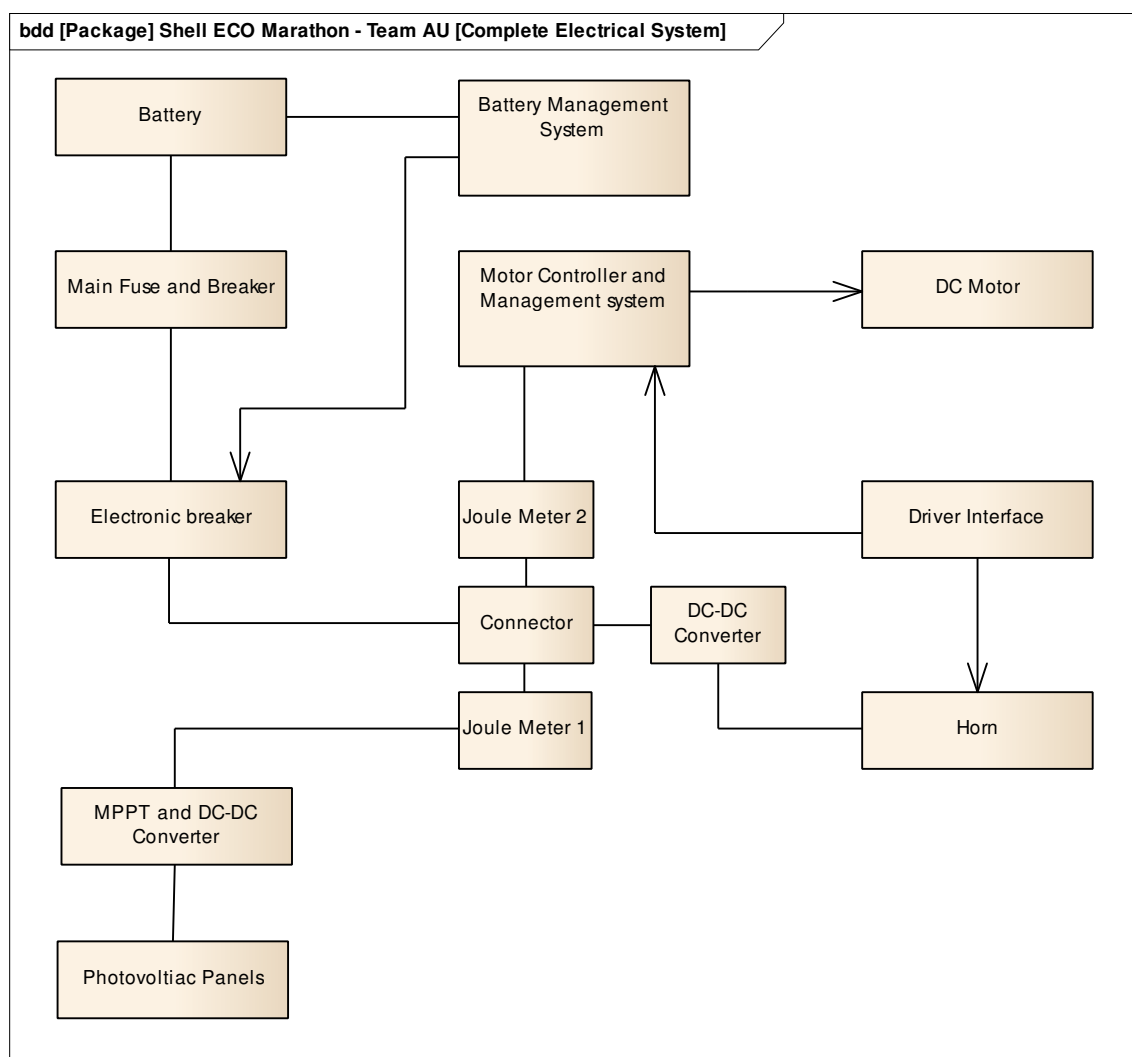 bdd [Package] Shell ECO Marathon - Team AU [Complete Electrical System]
Battery
Battery Management
System
Main Fuse and Breaker
Motor Controller and
Management system
DC Motor
Electronic breaker
Joule Meter 2
Driver Interface
Connector
DC-DC
Converter
Joule Meter 1
Horn
MPPT and DC-DC
Converter
Photovoltiac Panels